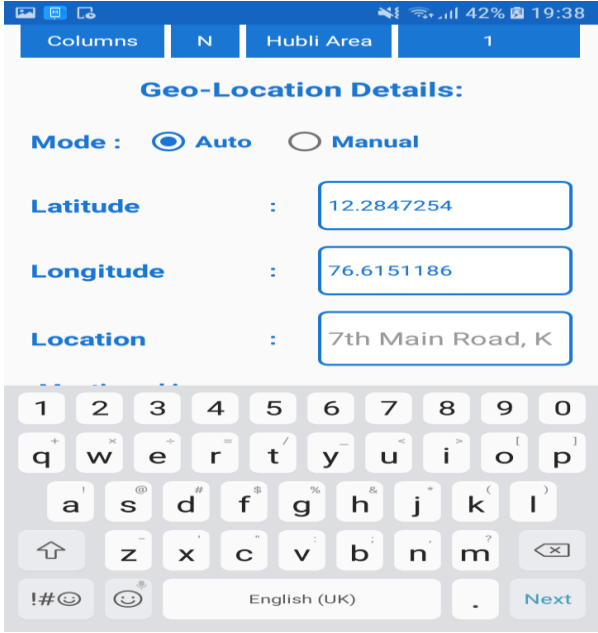 42% 19:38
Columns N Hubli Area 1
Geo-Location Details:
Mode : Auto Manual
Latitude : 12.2847254
Longitude : 76.6151186
Location : 7th Main Road, K
1 2 3 4 5 6 7 8 9 0
q w e r t y u i o p
a s d f g h j k l
z x c v b n m
!#☺ English (UK) . Next